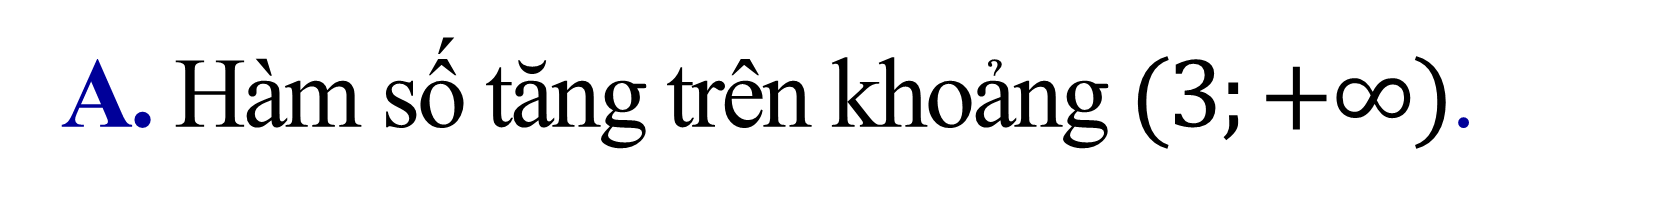 A. Hàm số tăng trên khoảng (3; +∞).